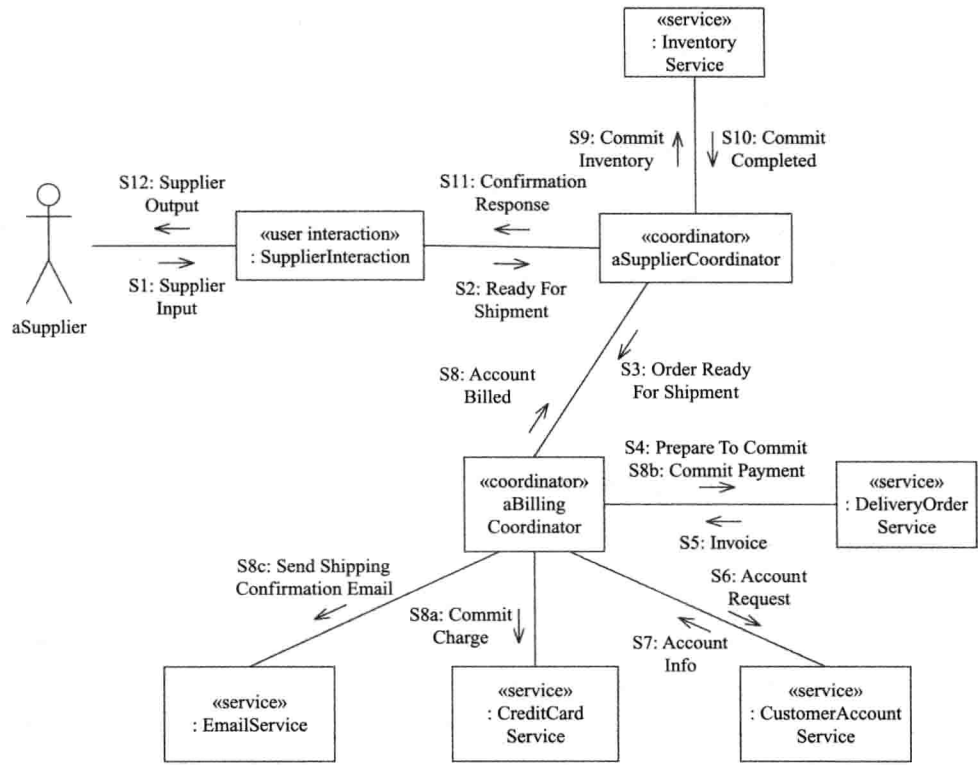 «service»
: Inventory
Service
S9: Commit
Inventory
S10: Commit
Completed
S12: Supplier
Output
S11: Confirmation
Response
«user interaction»
: SupplierInteraction
«coordinator»
aSupplierCoordinator
S1: Supplier
Input
S2: Ready For
Shipment
aSupplier
S8: Account
Billed
S3: Order Ready
For Shipment
S4: Prepare To Commit
S8b: Commit Payment
«coordinator»
aBilling
Coordinator
«service»
: DeliveryOrder
Service
S5: Invoice
S8c: Send Shipping
Confirmation Email
S8a: Commit
Charge
S6: Account
Request
S7: Account
Info
«service»
: EmailService
«service»
: CreditCard
Service
«service»
: CustomerAccount
Service